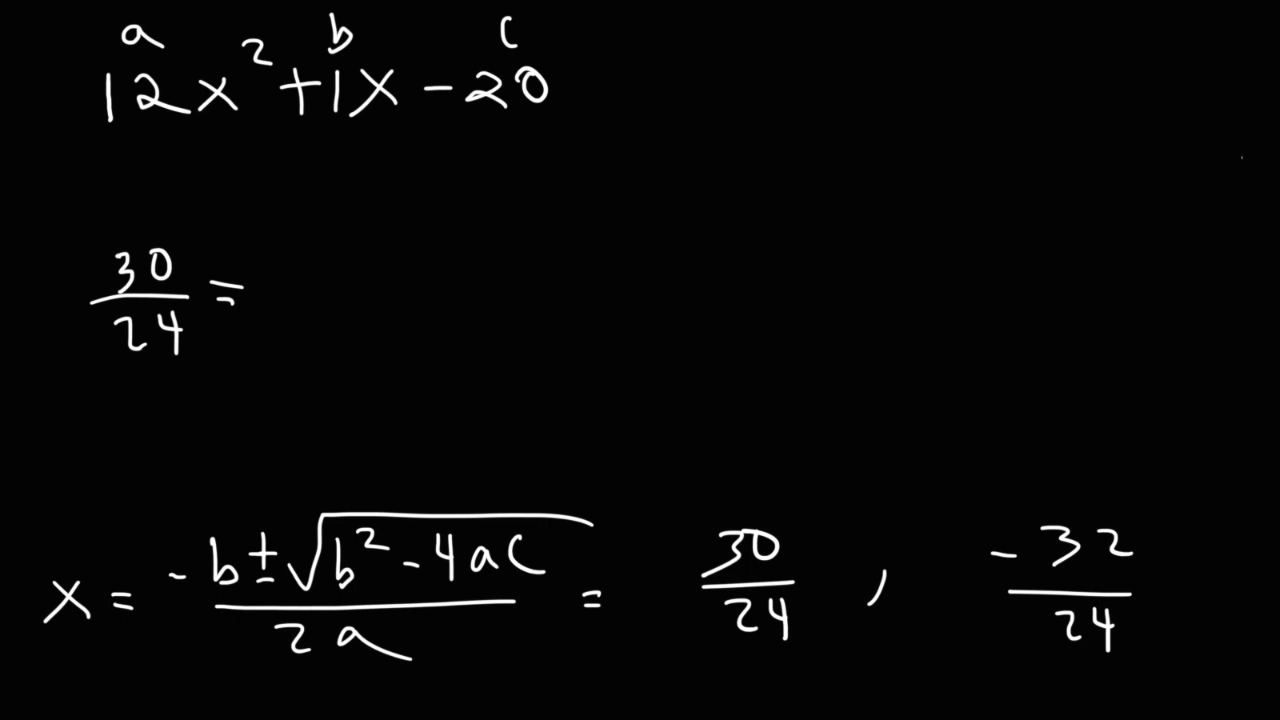 a b c
12x² + 1x - 20
30/24 =
x = -b ± √(b² - 4ac) / 2a = 30/24 , -32/24